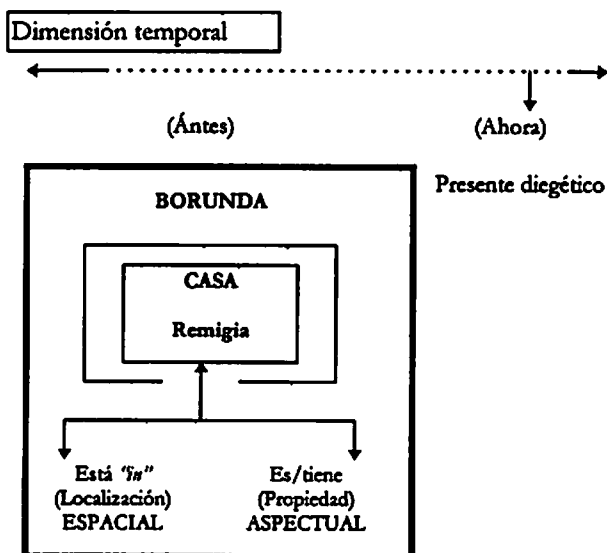 Dimensión temporal
(Ántes)
(Ahora)
Presente diegético
BORUNDA
CASA
Remigia
Está "in"
(Localización)
ESPACIAL
Es/tiene
(Propiedad)
ASPECTUAL